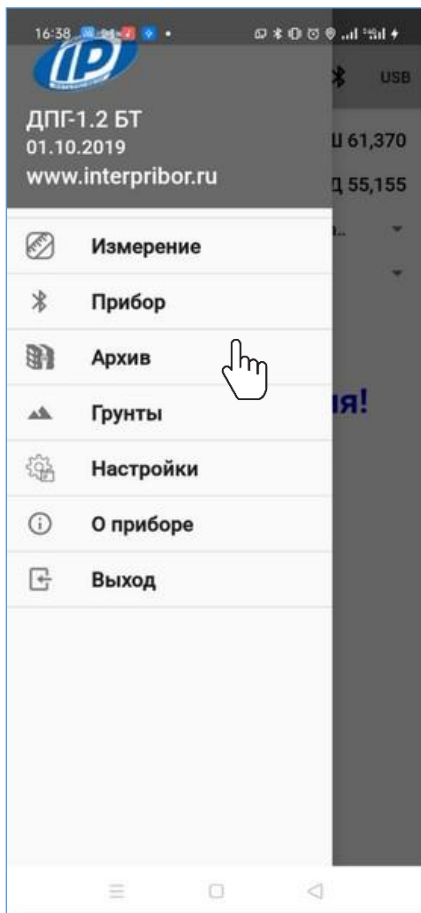 16:38
IP
USB
ДПГ-1.2 БТ
01.10.2019
Ш 61,370
www.interpribor.ru
Д 55,155
Измерение
Прибор
Архив
Грунты
ия!
Настройки
О приборе
Выход